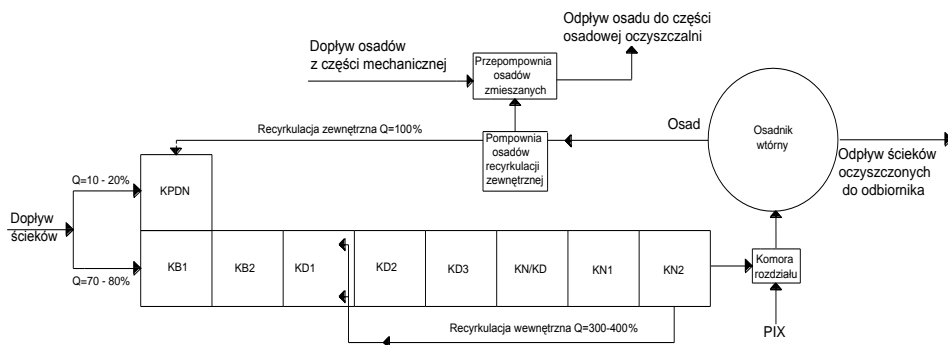 Odpływ osadu do części
osadowej oczyszczalni
Dopływ osadów
z części mechanicznej
Przepompownia
osadów
zmieszanych
Recyrkulacja zewnętrzna Q=100%
Pompownia
osadów
recyrkulacji
zewnętrznej
Osad
Osadnik
wtórny
Odpływ ścieków
oczyszczonych
do odbiornika
Q=10 - 20%
KPDN
Dopływ
ścieków
Q=70 - 80%
KB1
KB2
KD1
KD2
KD3
KN/KD
KN1
KN2
Komora
rozdziału
Recyrkulacja wewnętrzna Q=300-400%
PIX